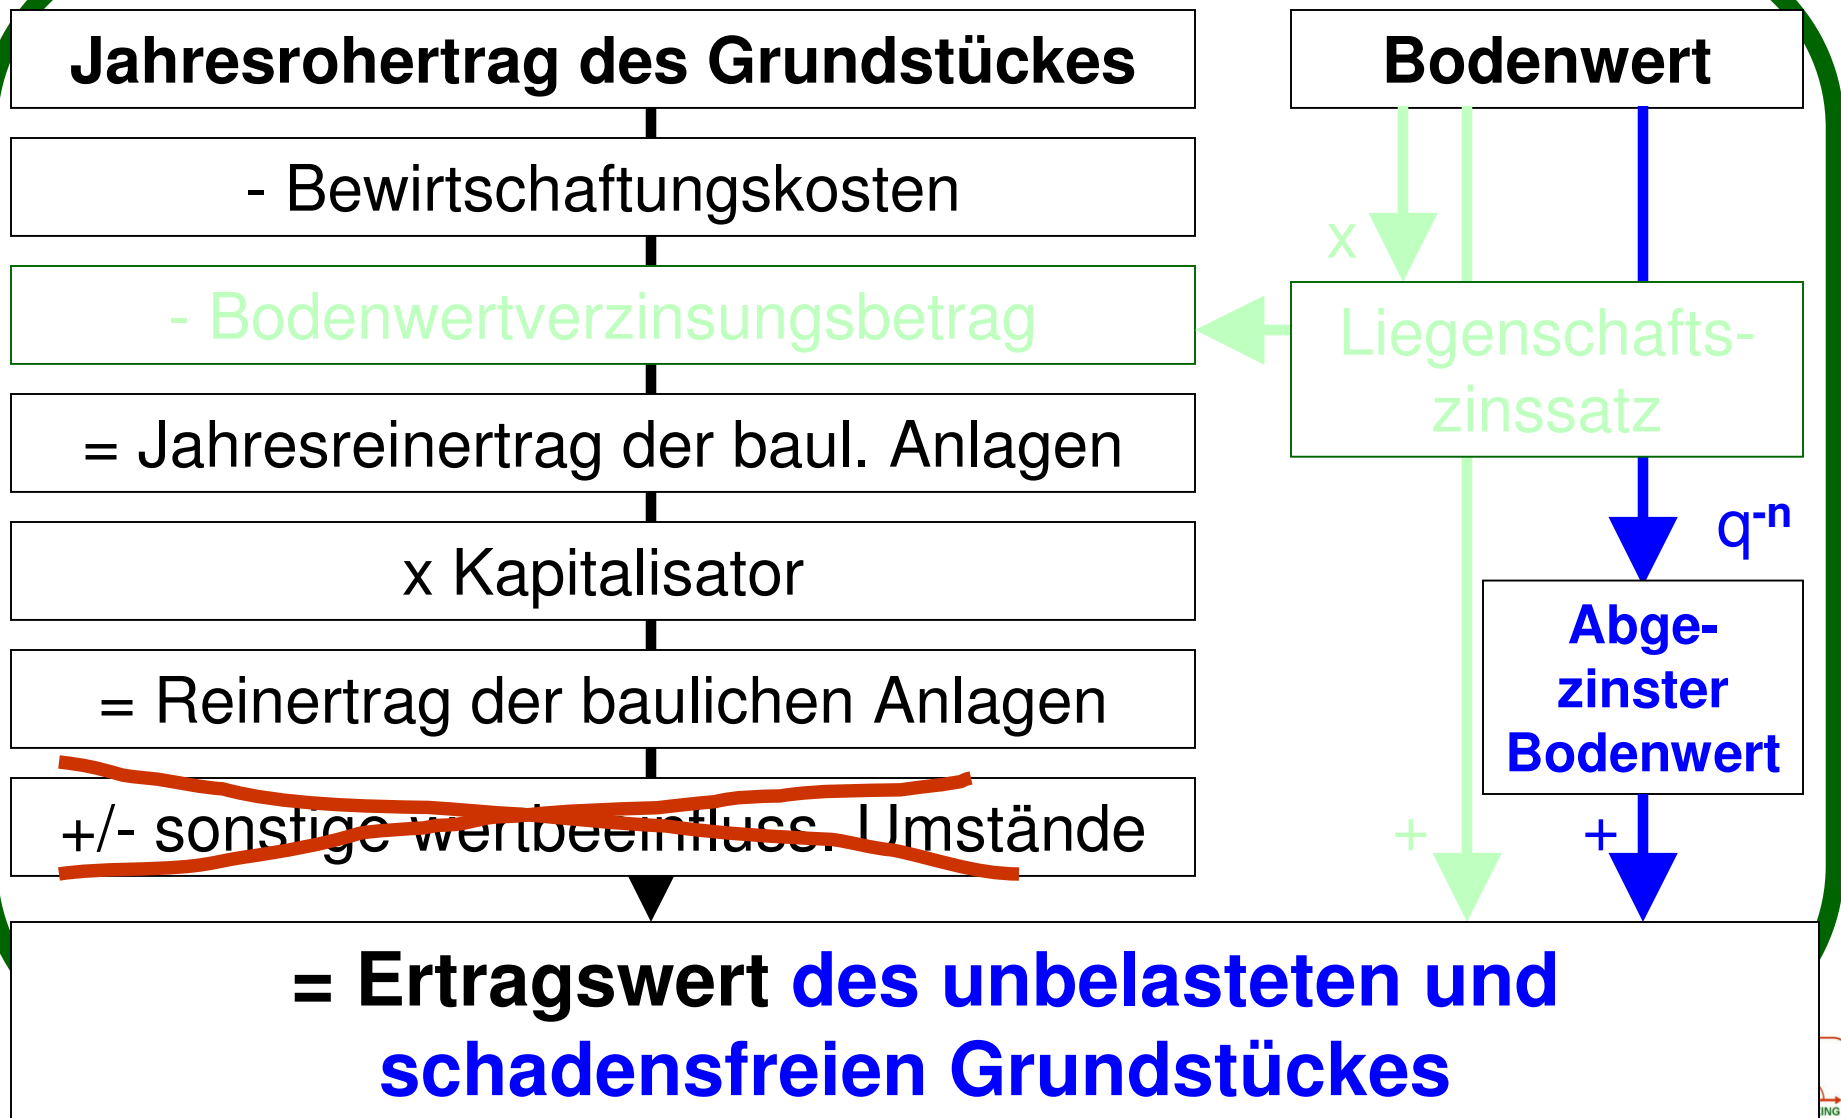 Jahresrohertrag des Grundstückes
- Bewirtschaftungskosten
- Bodenwertverzinsungsbetrag
= Jahresreinertrag der baul. Anlagen
x Kapitalisator
= Reinertrag der baulichen Anlagen
+/- sonstige wertbeeinfluss. Umstände
Bodenwert
x
Liegenschafts-
zinssatz
q-n
Abge-
zinster
Bodenwert
+ +
= Ertragswert des unbelasteten und
schadensfreien Grundstückes